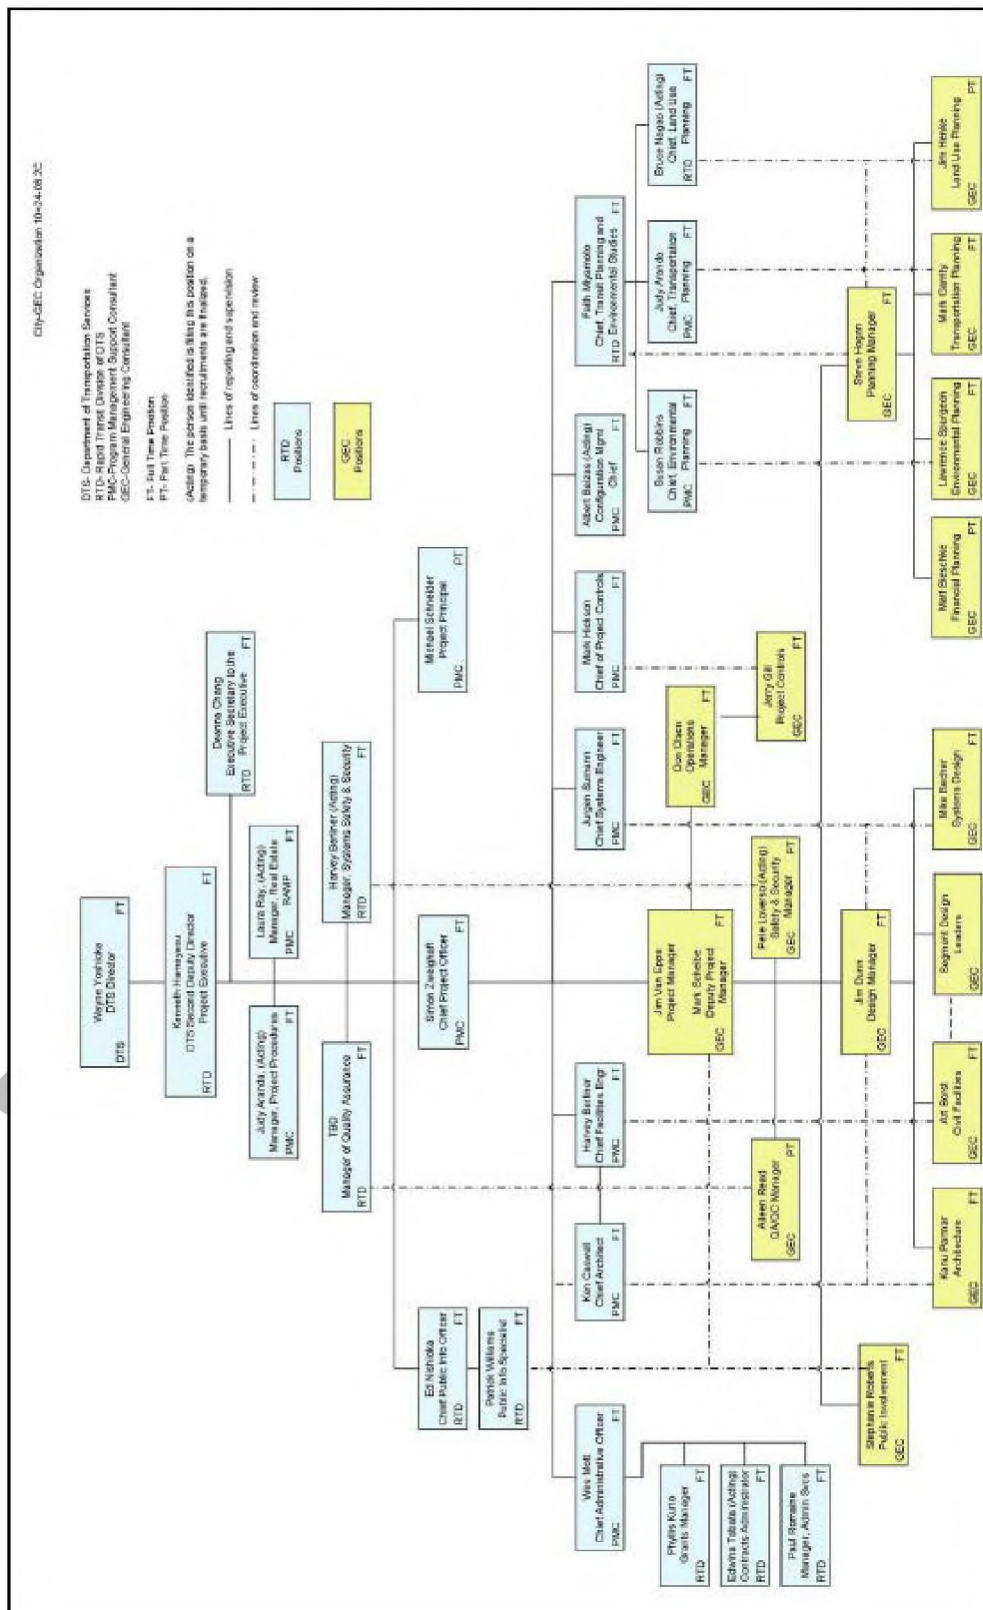 City-GEC Organization 10-24-08.2C
DTS- Department of Transportation Services
RTD- Rapid Transit Division of DTS
PMC-Program Management Support Consultant
GEC-General Engineering Consultant
FT- Full Time Position
PT- Part Time Position
(Acting) The person identified is filling this position on a
temporary basis until recruitments are finalized.
Lines of reporting and supervision
Lines of coordination and review
RTD
Positions
GEC
Positions
Wayne Yoshioka
DTS Director
DTS FT
Kenneth Hamayasu
DTS Second Deputy Director
Project Executive
RTD FT
Deanna Chang
Executive Secretary to the
Project Executive
RTD FT
Judy Aranda, (Acting)
Manager, Project Procedures
PMC FT
Laura Ray, (Acting)
Manager, Real Estate
RAMP
PMC FT
TBD
Manager of Quality Assurance
RTD FT
Harvey Berliner (Acting)
Manager, Systems Safety & Security
RTD FT
Ed Nishioka
Chief Public Info Officer
RTD FT
Patrick Williams
Public Info Specialist
RTD FT
Simon Zweighaft
Chief Project Officer
PMC FT
Michael Schneider
Project Principal
PMC PT
Wes Mott
Chief Administrative Officer
PMC FT
Ken Caswell
Chief Architect
PMC FT
Harvey Berliner
Chief Facilities Engr
PMC FT
Jurgen Sumann
Chief Systems Engineer
PMC FT
Mark Hickson
Chief of Project Controls
PMC FT
Albert Belzas (Acting)
Configuration Mgmt
Chief
PMC FT
Faith Miyamoto
Chief, Transit Planning and
Environmental Studies
RTD FT
Phyllis Kurio
Grants Manager
RTD FT
Edwina Tabata (Acting)
Contracts Administrator
RTD FT
Paul Romaine
Manager, Admin Svcs
RTD FT
Susan Robbins
Chief, Environmental
Planning
PMC FT
Judy Aranda
Chief, Transportation
Planning
PMC FT
Bruce Nagao (Acting)
Chief, Land Use
Planning
RTD FT
Jim Van Epps
Project Manager
Mark Scheibe
Deputy Project
Manager
GEC FT
Don Olson
Operations
Manager
GEC FT
Jerry Gill
Project Controls
GEC FT
Aileen Read
QA/QC Manager
GEC PT
Pete Loverso (Acting)
Safety & Security
Manager
GEC PT
Stephanie Roberts
Public Involvement
GEC FT
Jim Dunn
Design Manager
GEC FT
Steve Hogan
Planning Manager
GEC FT
Kanu Parmar
Architecture
GEC FT
Art Borst
Civil Facilities
GEC FT
Segment Design
Leaders
GEC
Mike Becher
Systems Design
GEC FT
Matt Bieschke
Financial Planning
GEC PT
Lawrence Spurgeon
Environmental Planning
GEC FT
Mark Garrity
Transportation Planning
GEC FT
Jim Henke
Land Use Planning
GEC PT